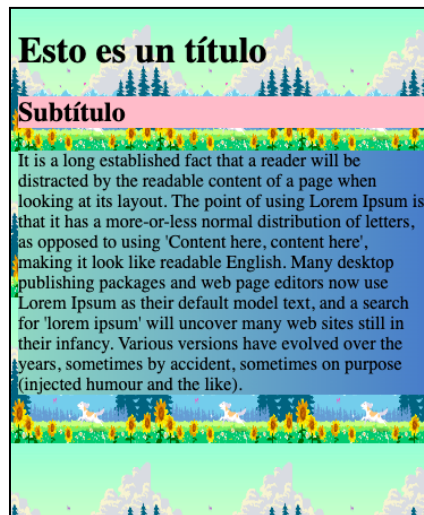 Esto es un título
Subtítulo
It is a long established fact that a reader will be
distracted by the readable content of a page when
looking at its layout. The point of using Lorem Ipsum is
that it has a more-or-less normal distribution of letters,
as opposed to using 'Content here, content here',
making it look like readable English. Many desktop
publishing packages and web page editors now use
Lorem Ipsum as their default model text, and a search
for 'lorem ipsum' will uncover many web sites still in
their infancy. Various versions have evolved over the
years, sometimes by accident, sometimes on purpose
(injected humour and the like).